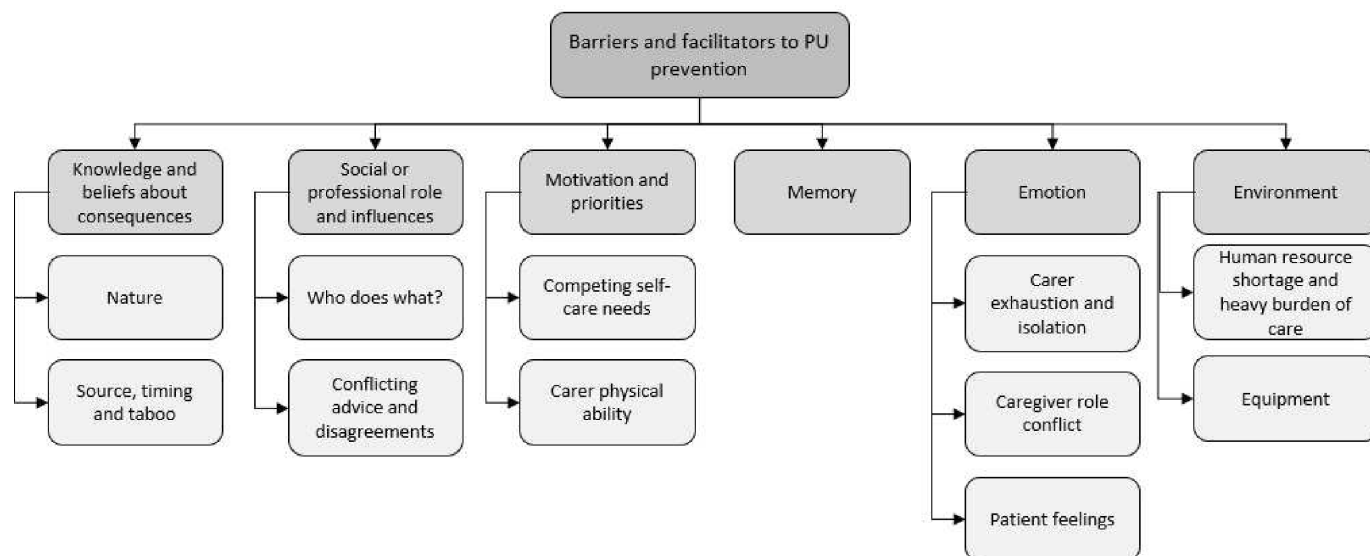 Barriers and facilitators to PU
prevention
Knowledge and
beliefs about
consequences
Social or
professional role
and influences
Motivation and
priorities
Memory
Emotion
Environment
Nature
Who does what?
Competing self-
care needs
Carer
exhaustion and
isolation
Human resource
shortage and
heavy burden of
care
Source, timing
and taboo
Conflicting
advice and
disagreements
Carer physical
ability
Caregiver role
conflict
Equipment
Patient feelings